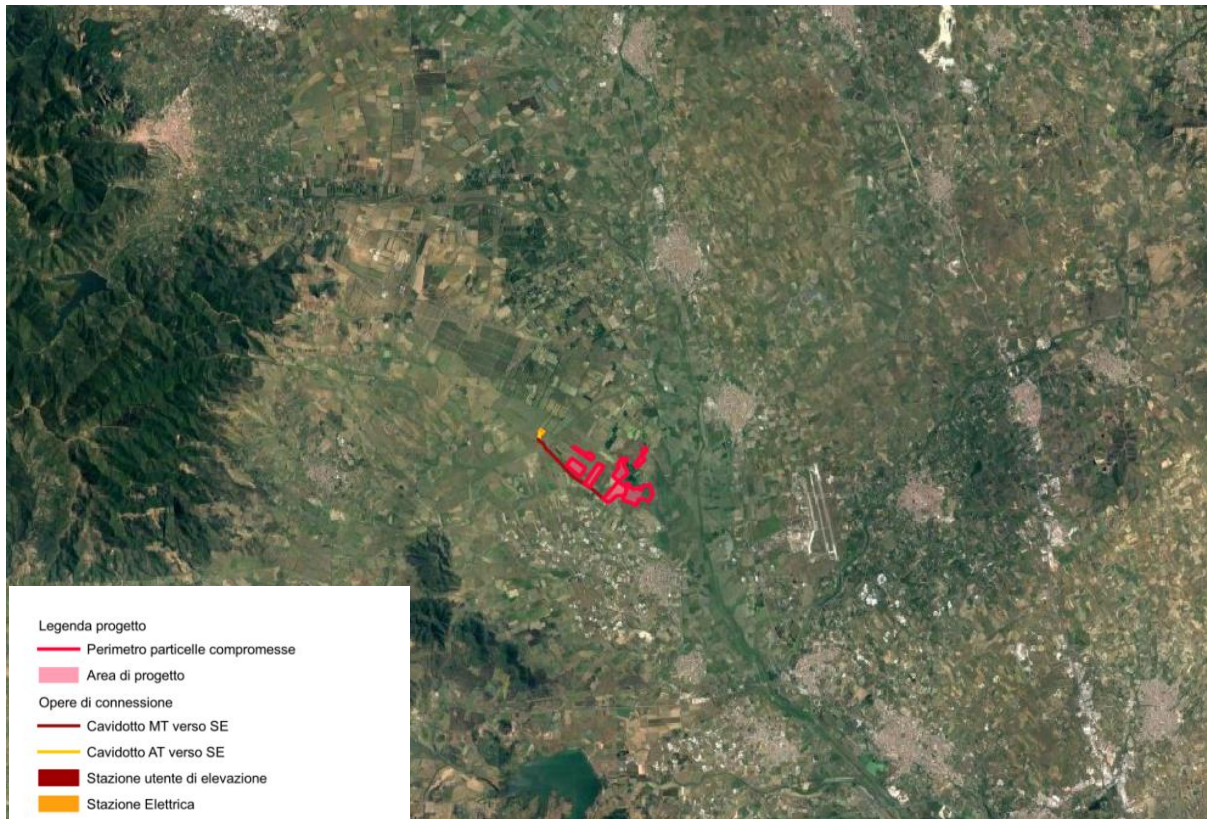 Legenda progetto
Perimetro particelle compromesse
Area di progetto
Opere di connessione
Cavidotto MT verso SE
Cavidotto AT verso SE
Stazione utente di elevazione
Stazione Elettrica